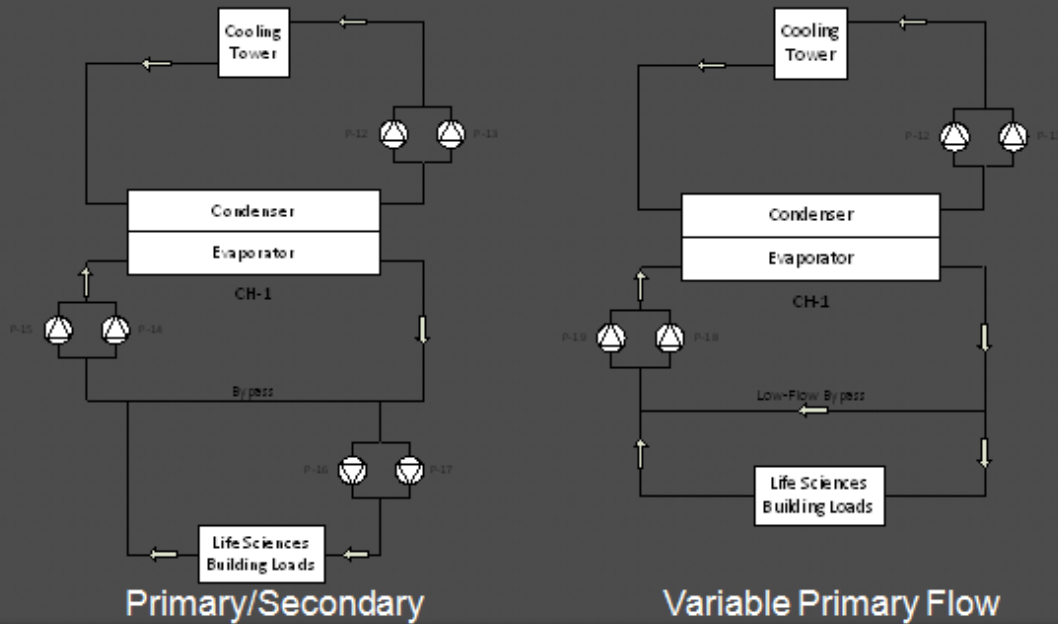 Cooling
Tower
P-12
P-13
Condenser
Evaporator
CH-1
P-15
P-14
Bypass
P-16
P-17
Life Sciences
Building Loads
Primary/Secondary
Cooling
Tower
P-12
Condenser
Evaporator
CH-1
P-19
P-18
Low-Flow Bypass
Life Sciences
Building Loads
Variable Primary Flow